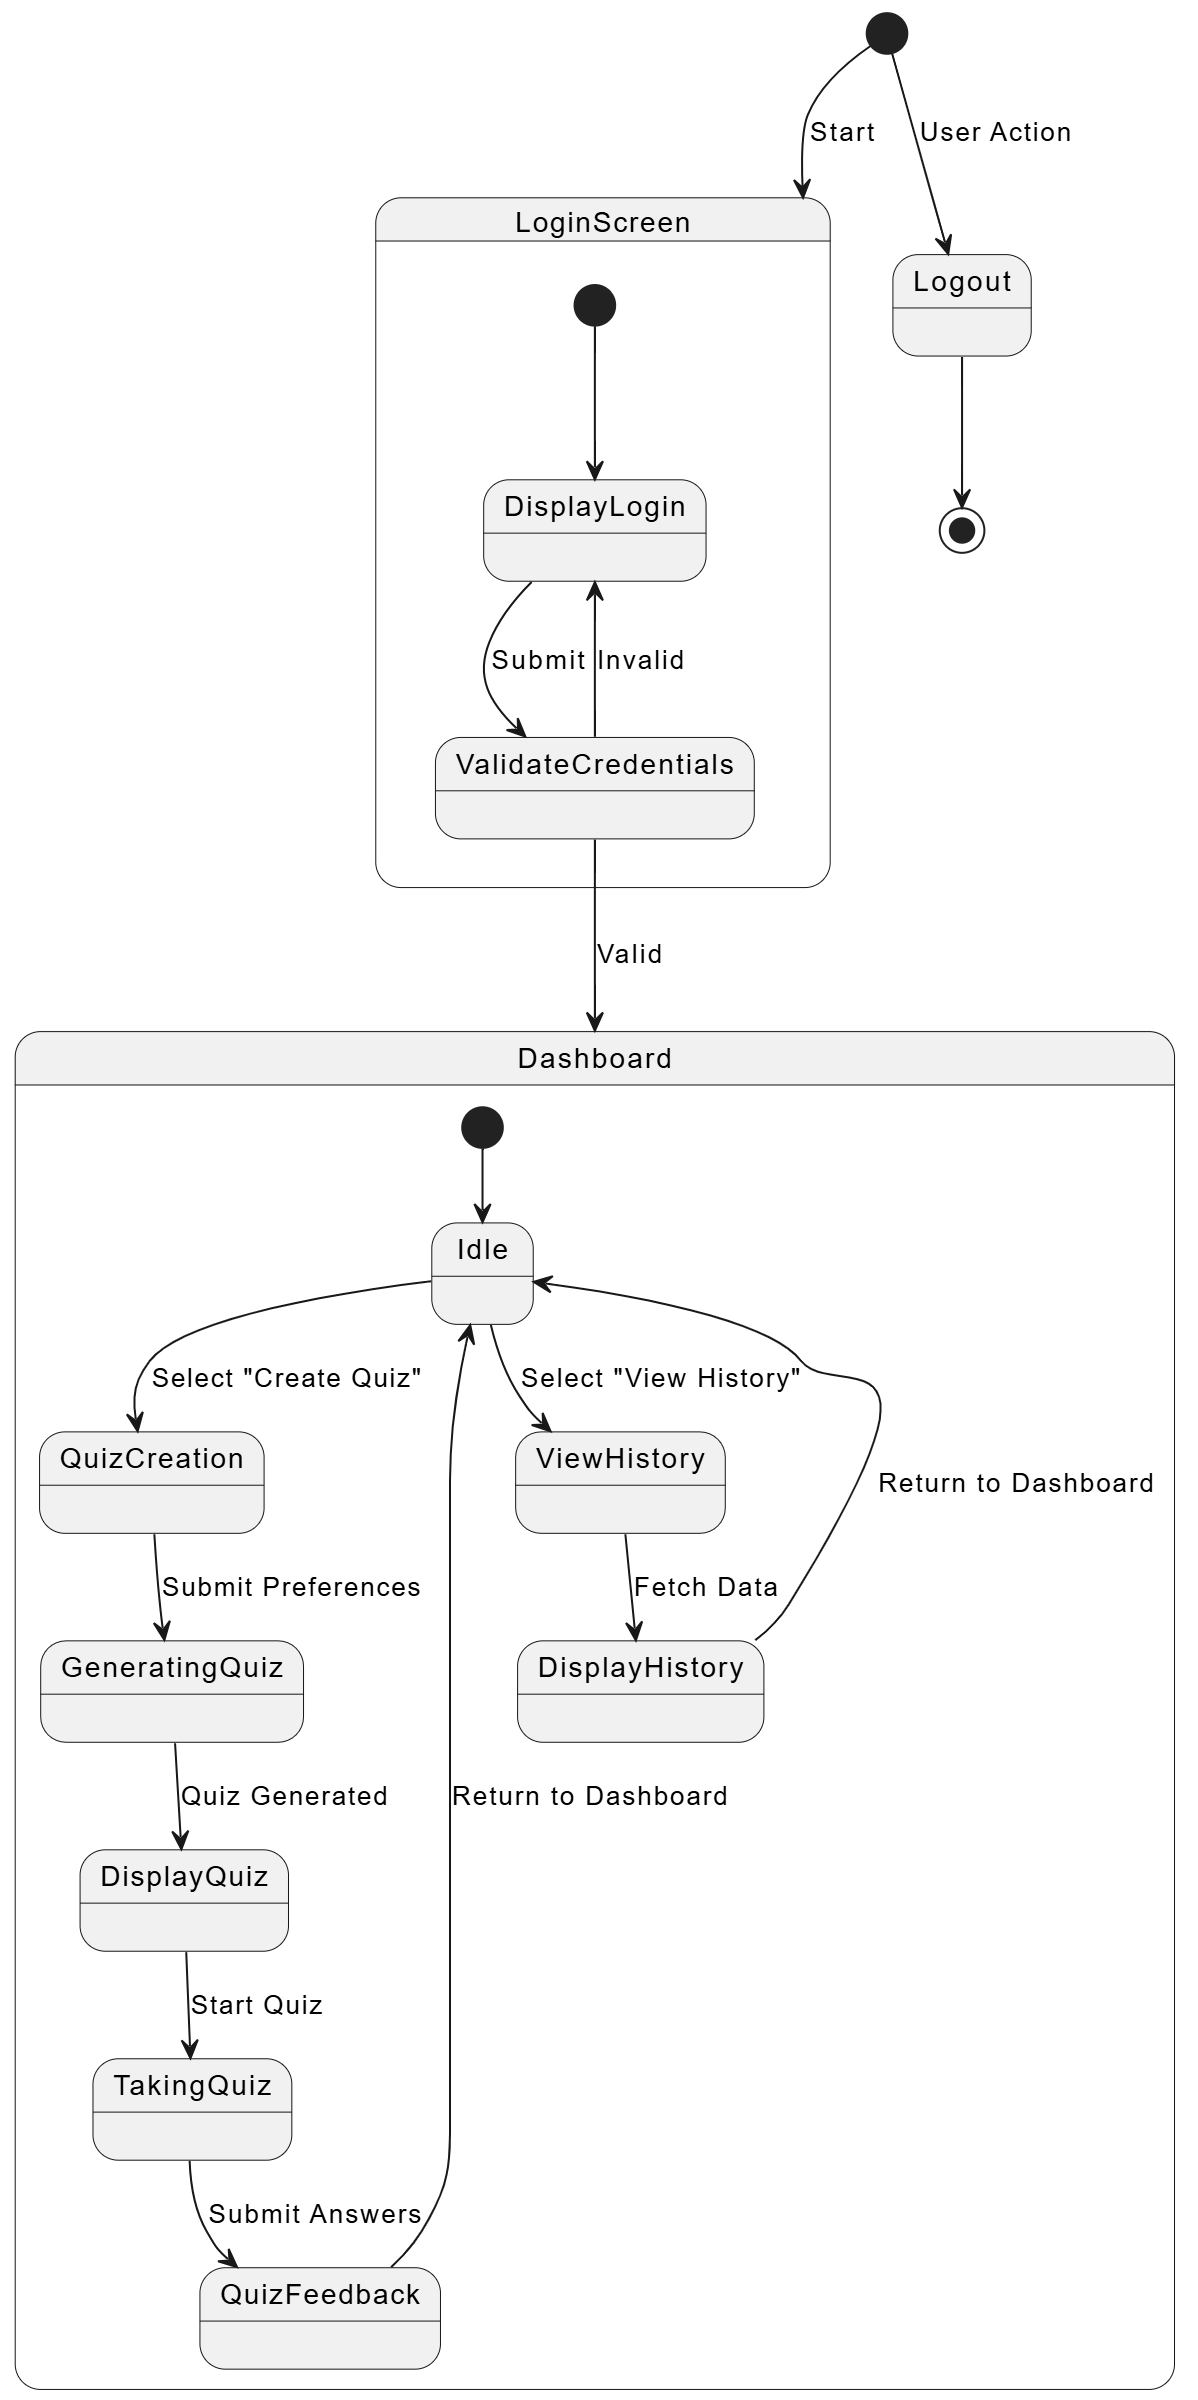 Start
User Action
LoginScreen
Logout
DisplayLogin
Submit
Invalid
ValidateCredentials
Valid
Dashboard
Idle
Select "Create Quiz"
Select "View History"
QuizCreation
ViewHistory
Return to Dashboard
Submit Preferences
Fetch Data
GeneratingQuiz
DisplayHistory
Quiz Generated
Return to Dashboard
DisplayQuiz
Start Quiz
TakingQuiz
Submit Answers
QuizFeedback